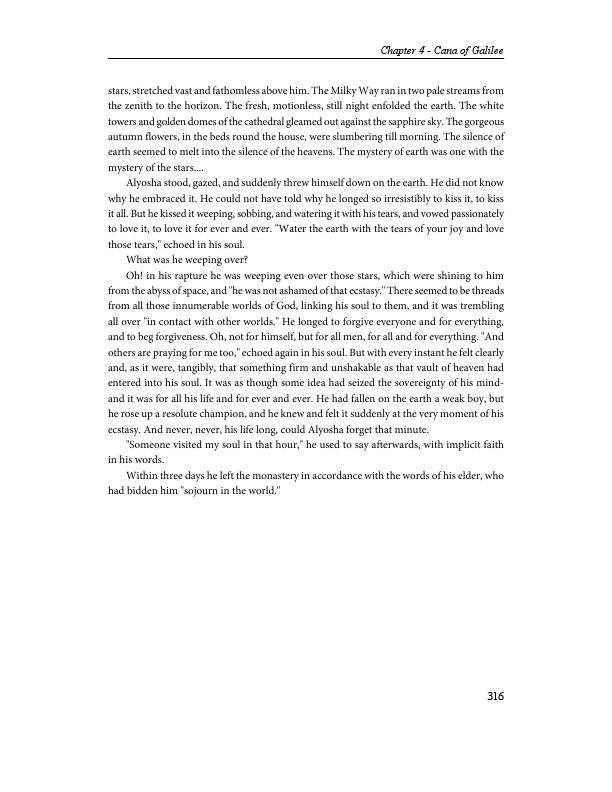 Chapter 4 - Cana of Galilee
stars, stretched vast and fathomless above him. The Milky Way ran in two pale streams from
the zenith to the horizon. The fresh, motionless, still night enfolded the earth. The white
towers and golden domes of the cathedral gleamed out against the sapphire sky. The gorgeous
autumn flowers, in the beds round the house, were slumbering till morning. The silence of
earth seemed to melt into the silence of the heavens. The mystery of earth was one with the
mystery of the stars....
Alyosha stood, gazed, and suddenly threw himself down on the earth. He did not know
why he embraced it. He could not have told why he longed so irresistibly to kiss it, to kiss
it all. But he kissed it weeping, sobbing, and watering it with his tears, and vowed passionately
to love it, to love it for ever and ever. "Water the earth with the tears of your joy and love
those tears," echoed in his soul.
What was he weeping over?
Oh! in his rapture he was weeping even over those stars, which were shining to him
from the abyss of space, and "he was not ashamed of that ecstasy." There seemed to be threads
from all those innumerable worlds of God, linking his soul to them, and it was trembling
all over "in contact with other worlds." He longed to forgive everyone and for everything,
and to beg forgiveness. Oh, not for himself, but for all men, for all and for everything. "And
others are praying for me too," echoed again in his soul. But with every instant he felt clearly
and, as it were, tangibly, that something firm and unshakable as that vault of heaven had
entered into his soul. It was as though some idea had seized the sovereignty of his mind-
and it was for all his life and for ever and ever. He had fallen on the earth a weak boy, but
he rose up a resolute champion, and he knew and felt it suddenly at the very moment of his
ecstasy. And never, never, his life long, could Alyosha forget that minute.
"Someone visited my soul in that hour," he used to say afterwards, with implicit faith
in his words.
Within three days he left the monastery in accordance with the words of his elder, who
had bidden him "sojourn in the world."
316